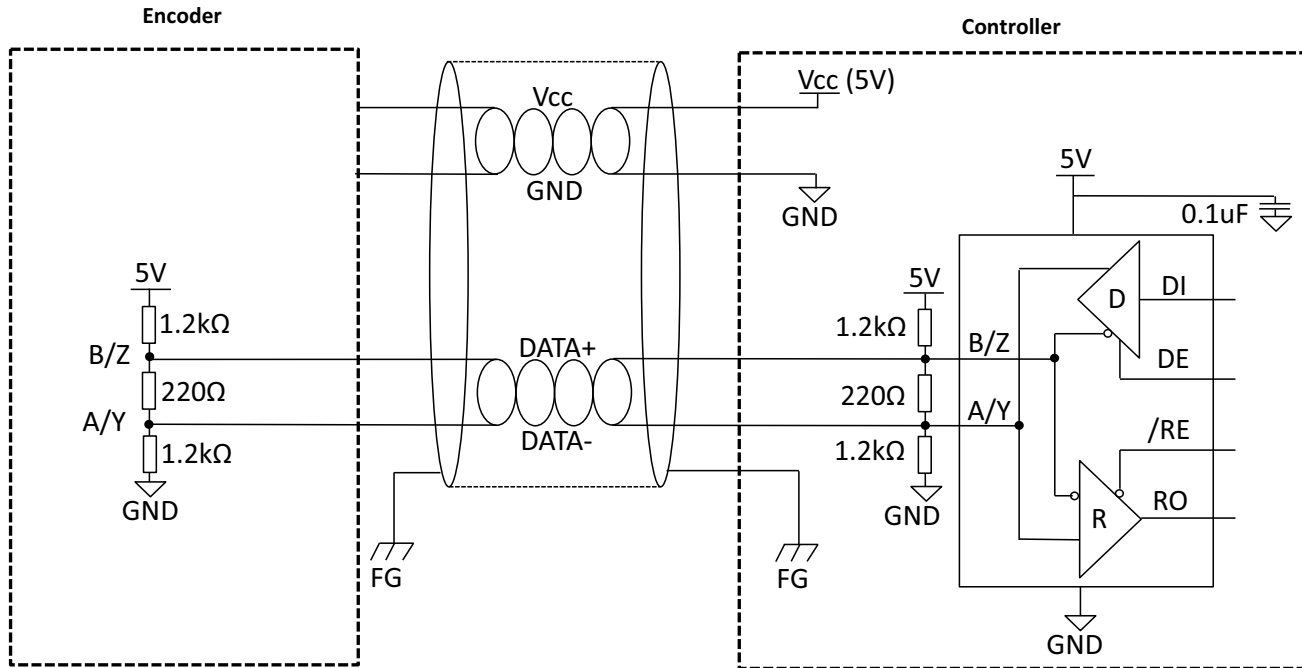 Encoder
Controller
Vcc
GND
Vcc (5V)
GND
5V
0.1uF
5V
1.2kΩ
B/Z
220Ω
A/Y
1.2kΩ
GND
DATA+
DATA-
FG
FG
5V
1.2kΩ
220Ω
1.2kΩ
GND
B/Z
A/Y
D
DI
DE
/RE
R
RO
GND